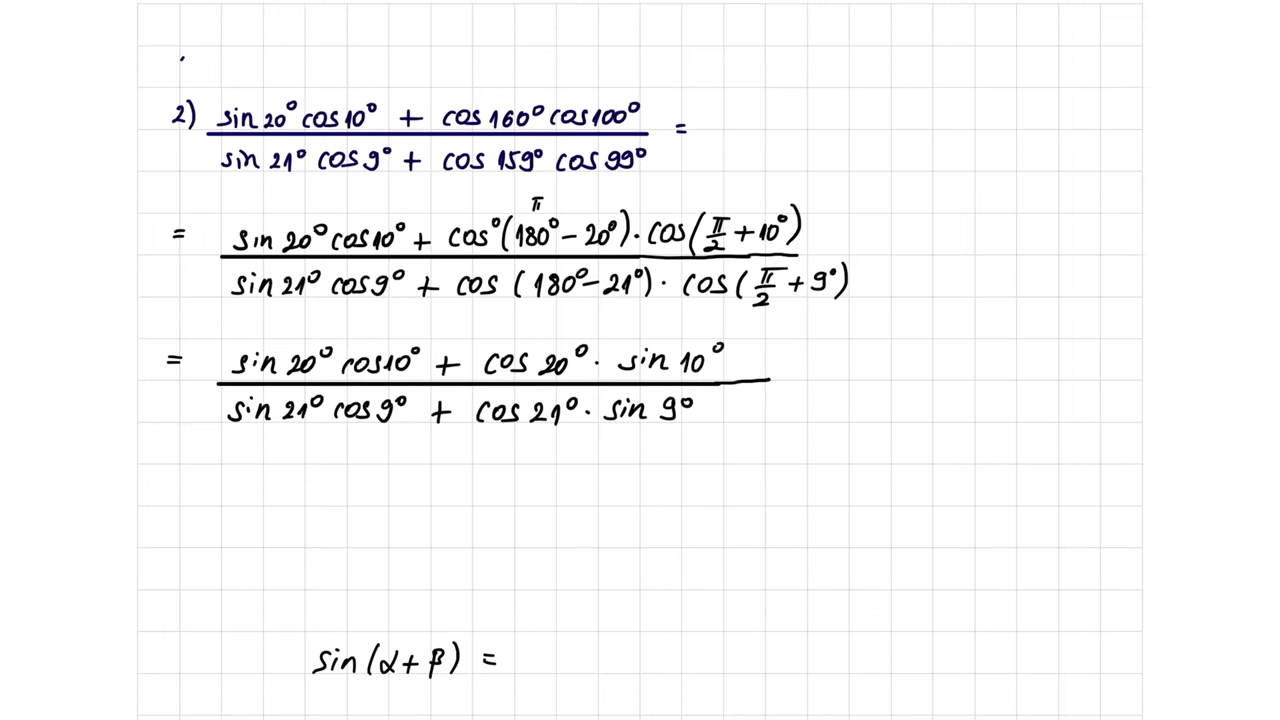 2) sin 20° cos 10° + cos 160° cos 100° =
sin 21° cos 9° + cos 159° cos 99°
π
= sin 20° cos 10° + cos°(180° - 20°) · cos(π/2 + 10°)
sin 21° cos 9° + cos (180° - 21°) · cos(π/2 + 9°)
= sin 20° cos 10° + cos 20° · sin 10°
sin 21° cos 9° + cos 21° · sin 9°
sin(α + β) =